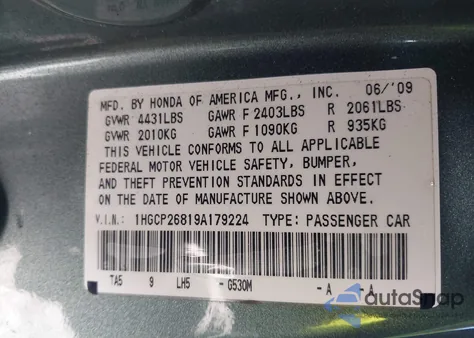 MFD. BY HONDA OF AMERICA MFG., INC. 06/'09
GVWR 4431LBS GAWR F 2403LBS R 2061LBS
GVWR 2010KG GAWR F 1090KG R 935KG
THIS VEHICLE CONFORMS TO ALL APPLICABLE
FEDERAL MOTOR VEHICLE SAFETY, BUMPER,
AND THEFT PREVENTION STANDARDS IN EFFECT
ON THE DATE OF MANUFACTURE SHOWN ABOVE.
V.I.N.: 1HGCP26819A179224 TYPE: PASSENGER CAR
TA5 9 LH5 -G530M -A -A
autaSnap